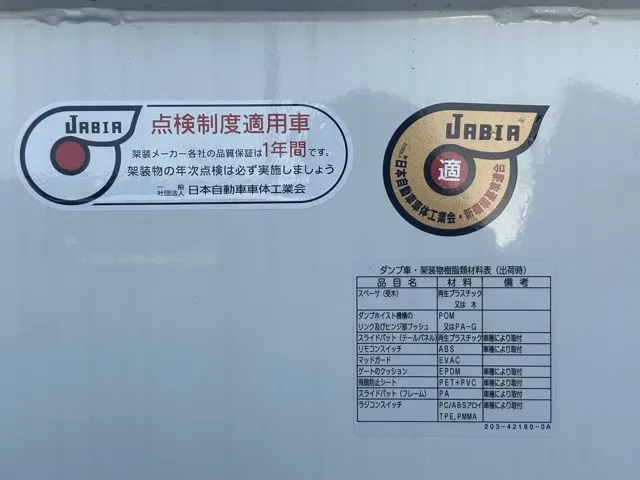 JABIA
点検制度適用車
架装メーカー各社の品質保証は1年間です。
架装物の年次点検は必ず実施しましょう
一般社団法人 日本自動車車体工業会
JABIA
適
日本自動車車体工業会・新環境基準適合
ダンプ車・架装物樹脂類材料表(出荷時)
品目名 材料 備考
スペーサ(受木) 再生プラスチック
又は 木
ダンプホイスト機構の POM
リンク及びヒンジ部ブッシュ 又はPA-G
スライドパット(テールパネル) 再生プラスチック 車種により取付
リモコンスイッチ ABS 車種により取付
マッドガード EVAC
ゲートのクッション EPDM 車種により取付
飛散防止シート PET+PVC 車種により取付
スライドパット(フレーム) PA 車種により取付
ラジコンスイッチ PC/ABSアロイ 車種により取付
TPE,PMMA
203-42180-0A